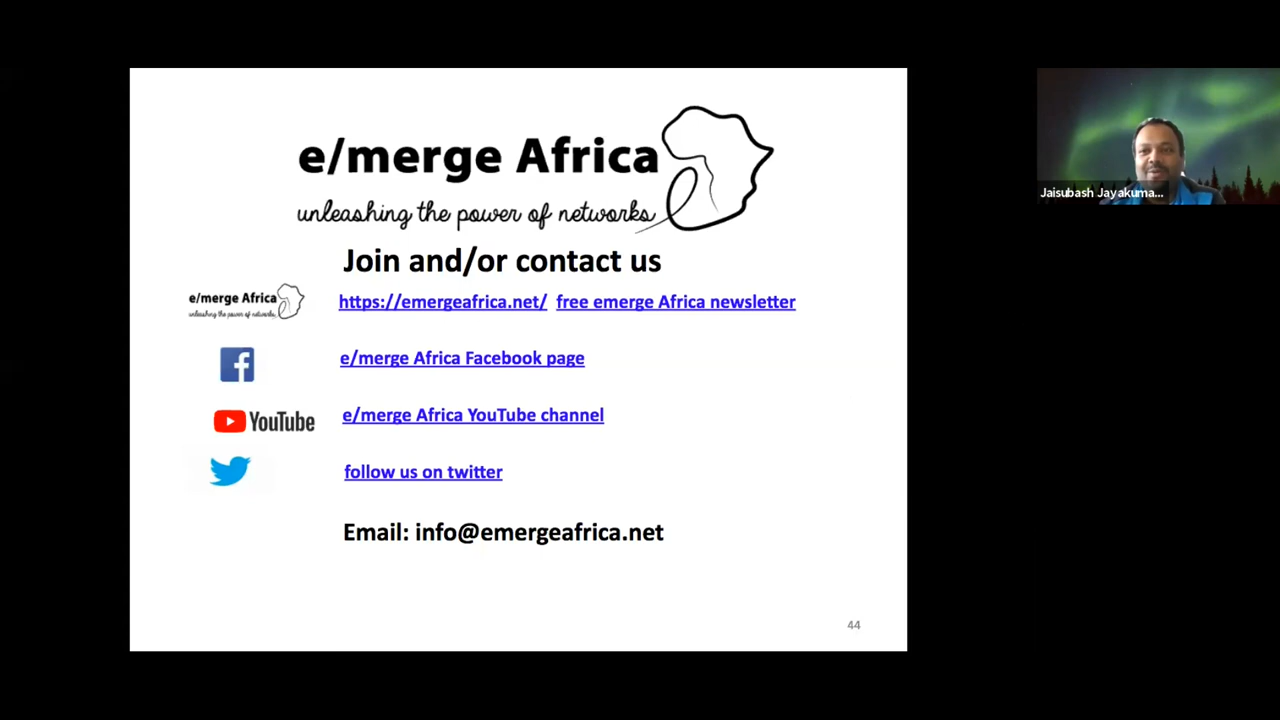 e/merge Africa
unleashing the power of networks
Join and/or contact us
e/merge Africa
unleashing the power of networks
https://emergeafrica.net/ free emerge Africa newsletter
e/merge Africa Facebook page
YouTube
e/merge Africa YouTube channel
follow us on twitter
Email: info@emergeafrica.net
44
Jaisubash Jayakuma...